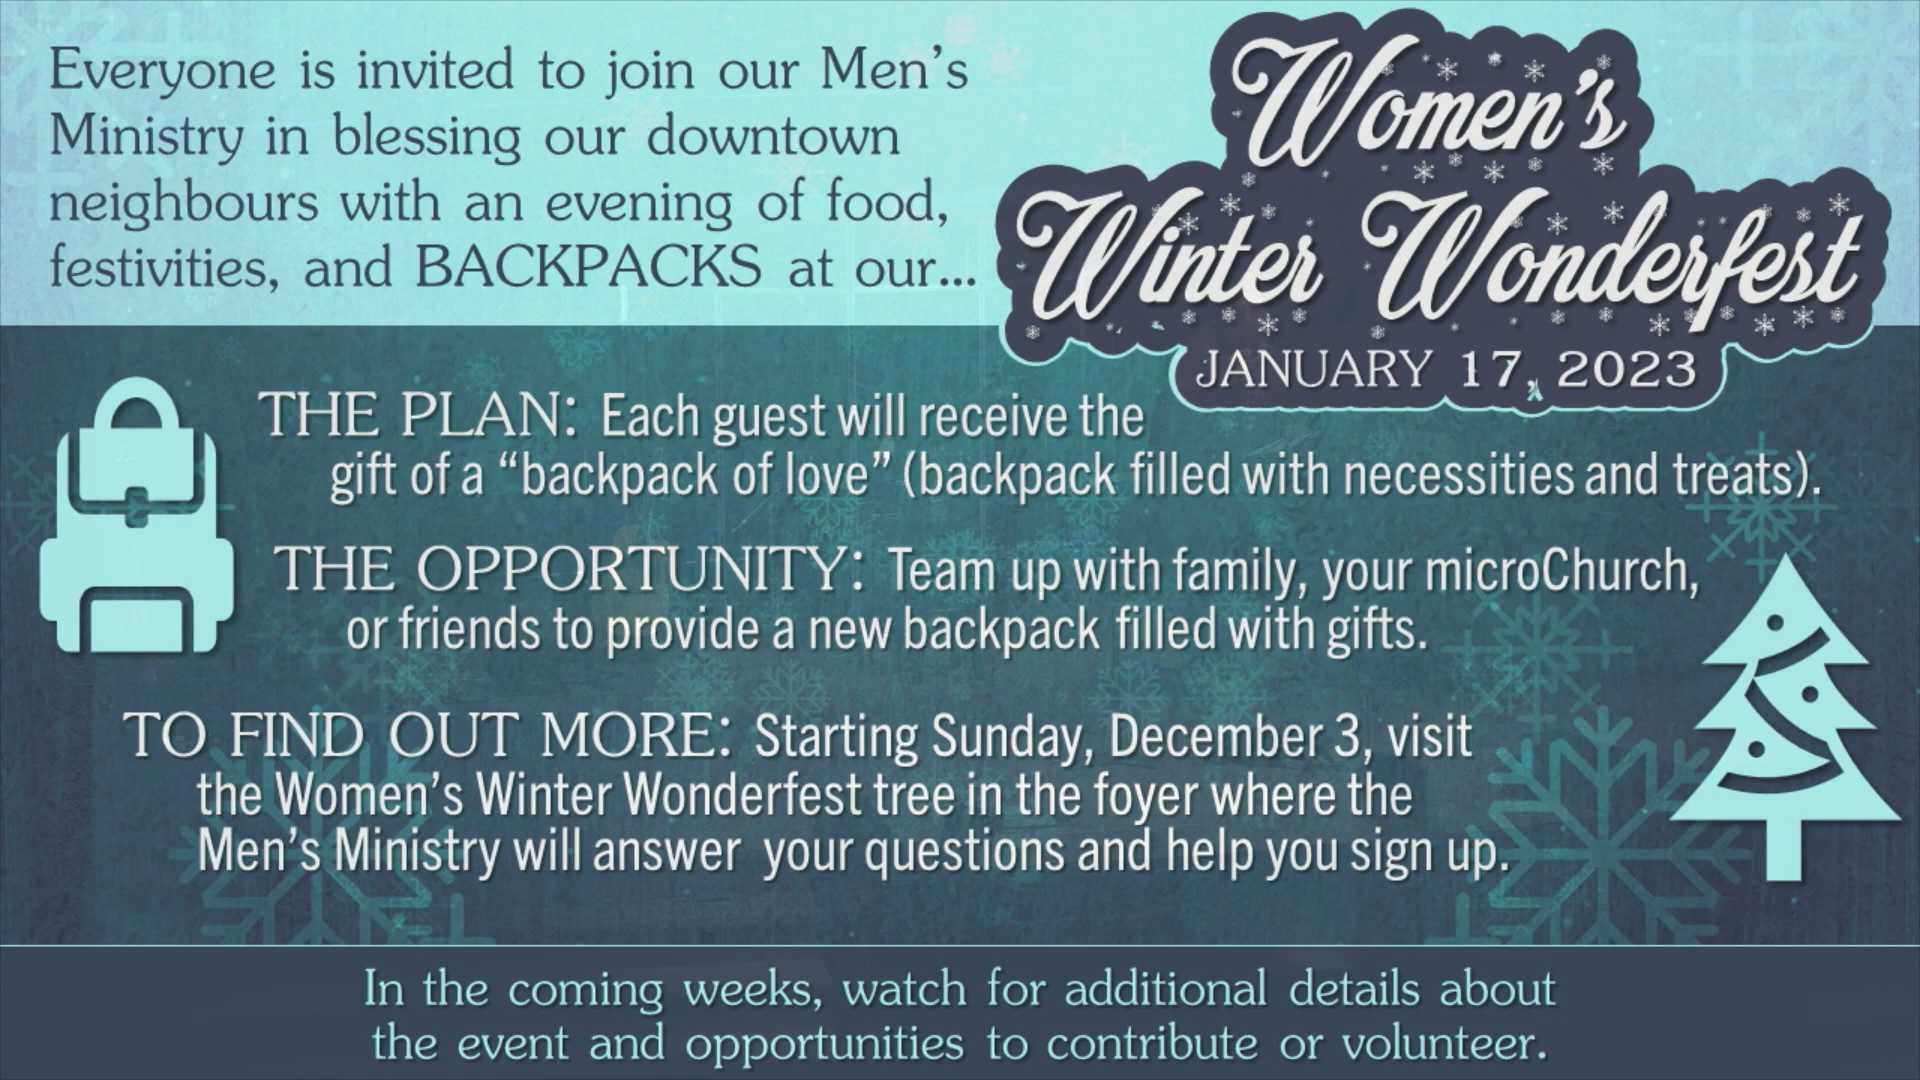 Everyone is invited to join our Men's
Ministry in blessing our downtown
neighbours with an evening of food,
festivities, and BACKPACKS at our...
Women's
Winter Wonderfest
JANUARY 17, 2023
THE PLAN: Each guest will receive the
gift of a “backpack of love” (backpack filled with necessities and treats).
THE OPPORTUNITY: Team up with family, your microChurch,
or friends to provide a new backpack filled with gifts.
TO FIND OUT MORE: Starting Sunday, December 3, visit
the Women's Winter Wonderfest tree in the foyer where the
Men's Ministry will answer your questions and help you sign up.
In the coming weeks, watch for additional details about
the event and opportunities to contribute or volunteer.